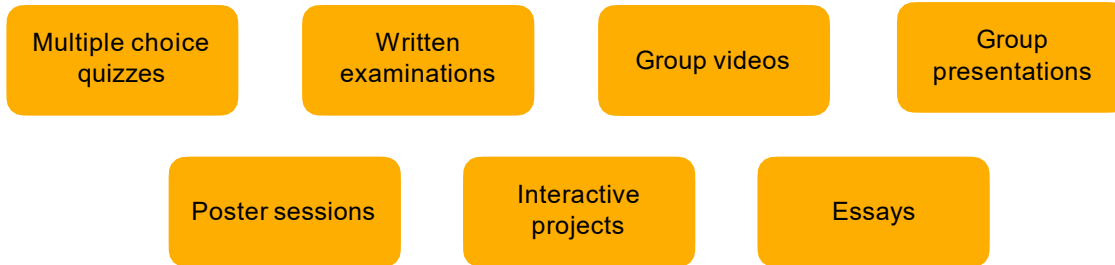 Multiple choice
quizzes
Written
examinations
Group videos
Group
presentations
Poster sessions
Interactive
projects
Essays